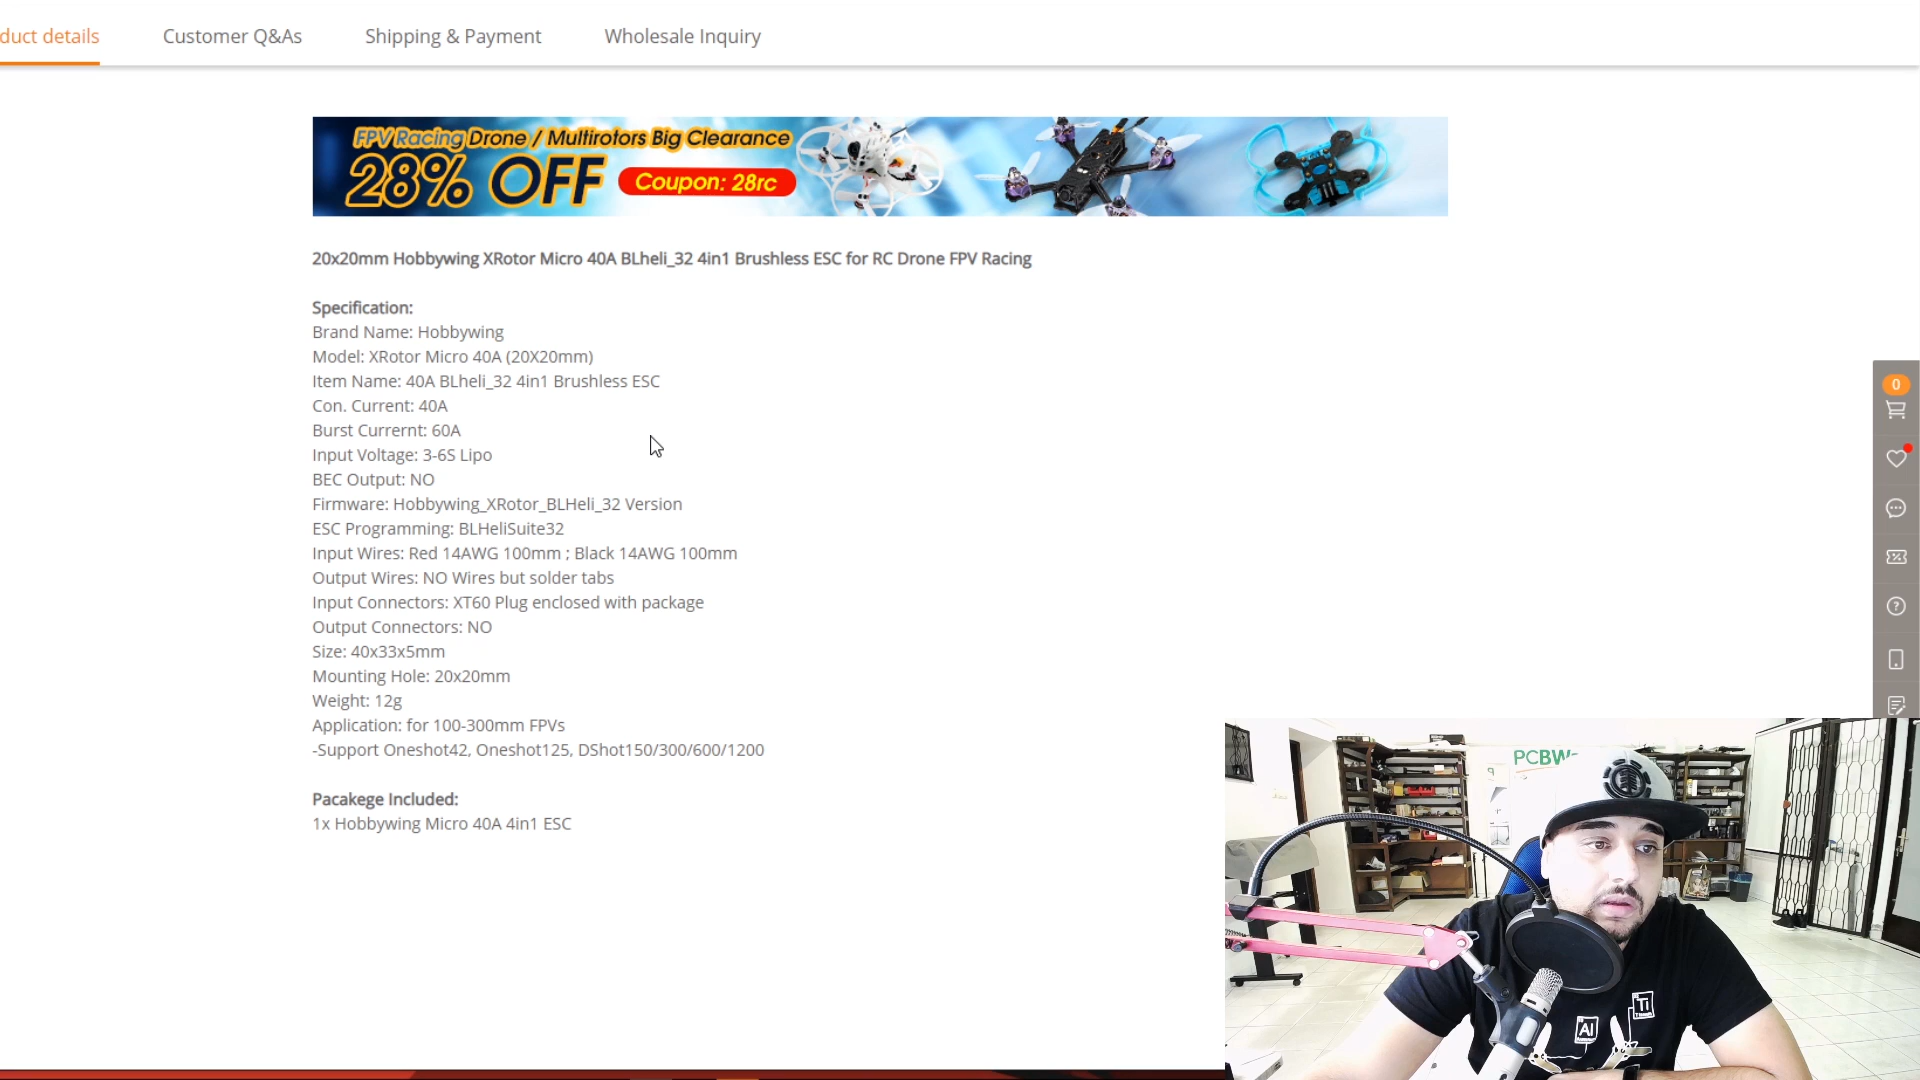 duct details
Customer Q&As
Shipping & Payment
Wholesale Inquiry
FPV Racing Drone / Multirotors Big Clearance
28% OFF
Coupon: 28rc
20x20mm Hobbywing XRotor Micro 40A BLheli_32 4in1 Brushless ESC for RC Drone FPV Racing
Specification:
Brand Name: Hobbywing
Model: XRotor Micro 40A (20X20mm)
Item Name: 40A BLheli_32 4in1 Brushless ESC
Con. Current: 40A
Burst Currernt: 60A
Input Voltage: 3-6S Lipo
BEC Output: NO
Firmware: Hobbywing_XRotor_BLHeli_32 Version
ESC Programming: BLHeliSuite32
Input Wires: Red 14AWG 100mm ; Black 14AWG 100mm
Output Wires: NO Wires but solder tabs
Input Connectors: XT60 Plug enclosed with package
Output Connectors: NO
Size: 40x33x5mm
Mounting Hole: 20x20mm
Weight: 12g
Application: for 100-300mm FPVs
-Support Oneshot42, Oneshot125, DShot150/300/600/1200
Pacakege Included:
1x Hobbywing Micro 40A 4in1 ESC
0
PCBW
Ti
Al